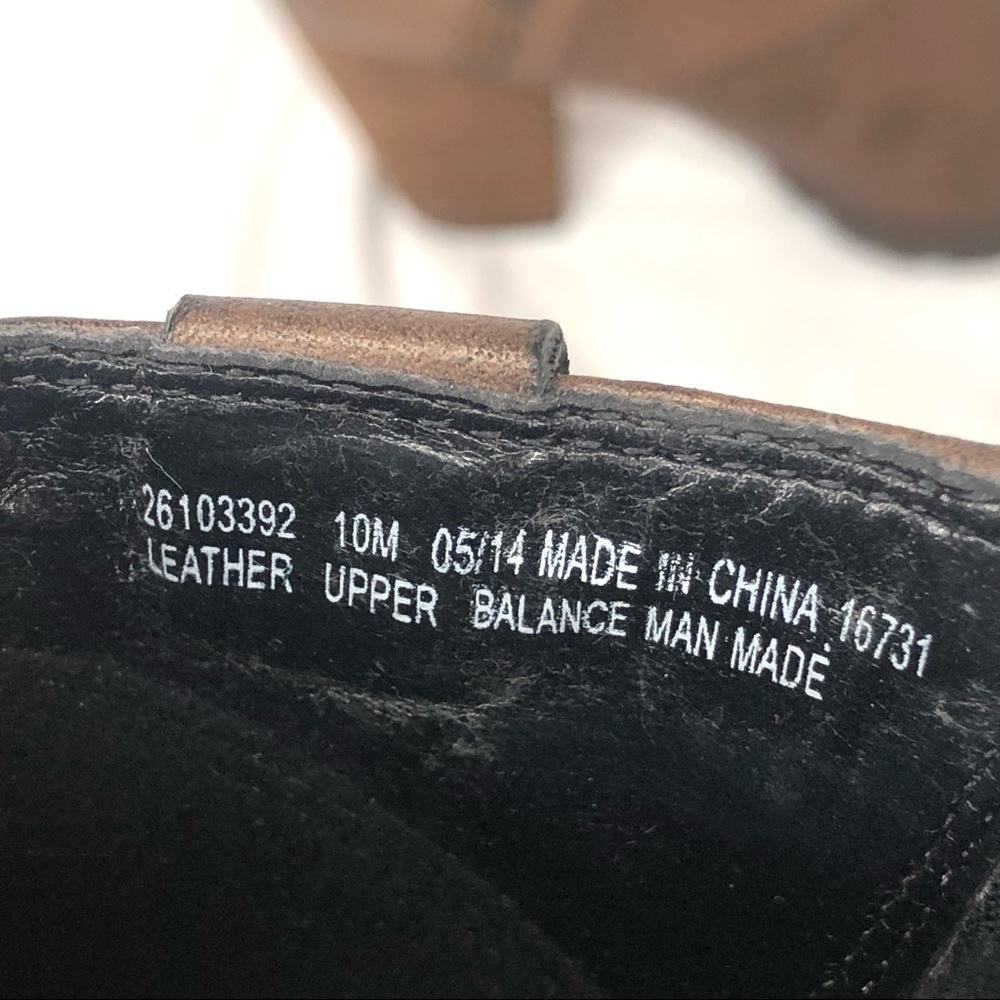 26103392 10M 05/14 MADE IN CHINA 16731
LEATHER UPPER BALANCE MAN MADE